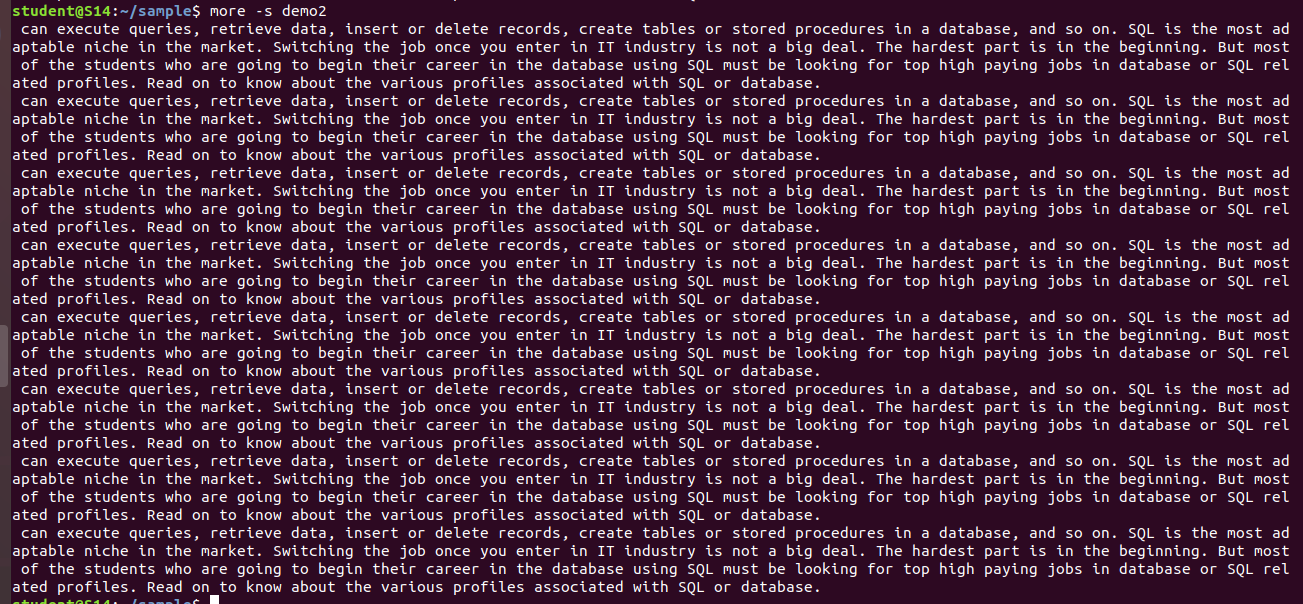 student@S14:~/sample$ more -s demo2
 can execute queries, retrieve data, insert or delete records, create tables or stored procedures in a database, and so on. SQL is the most ad
aptable niche in the market. Switching the job once you enter in IT industry is not a big deal. The hardest part is in the beginning. But most
 of the students who are going to begin their career in the database using SQL must be looking for top high paying jobs in database or SQL rel
ated profiles. Read on to know about the various profiles associated with SQL or database.
 can execute queries, retrieve data, insert or delete records, create tables or stored procedures in a database, and so on. SQL is the most ad
aptable niche in the market. Switching the job once you enter in IT industry is not a big deal. The hardest part is in the beginning. But most
 of the students who are going to begin their career in the database using SQL must be looking for top high paying jobs in database or SQL rel
ated profiles. Read on to know about the various profiles associated with SQL or database.
 can execute queries, retrieve data, insert or delete records, create tables or stored procedures in a database, and so on. SQL is the most ad
aptable niche in the market. Switching the job once you enter in IT industry is not a big deal. The hardest part is in the beginning. But most
 of the students who are going to begin their career in the database using SQL must be looking for top high paying jobs in database or SQL rel
ated profiles. Read on to know about the various profiles associated with SQL or database.
 can execute queries, retrieve data, insert or delete records, create tables or stored procedures in a database, and so on. SQL is the most ad
aptable niche in the market. Switching the job once you enter in IT industry is not a big deal. The hardest part is in the beginning. But most
 of the students who are going to begin their career in the database using SQL must be looking for top high paying jobs in database or SQL rel
ated profiles. Read on to know about the various profiles associated with SQL or database.
 can execute queries, retrieve data, insert or delete records, create tables or stored procedures in a database, and so on. SQL is the most ad
aptable niche in the market. Switching the job once you enter in IT industry is not a big deal. The hardest part is in the beginning. But most
 of the students who are going to begin their career in the database using SQL must be looking for top high paying jobs in database or SQL rel
ated profiles. Read on to know about the various profiles associated with SQL or database.
 can execute queries, retrieve data, insert or delete records, create tables or stored procedures in a database, and so on. SQL is the most ad
aptable niche in the market. Switching the job once you enter in IT industry is not a big deal. The hardest part is in the beginning. But most
 of the students who are going to begin their career in the database using SQL must be looking for top high paying jobs in database or SQL rel
ated profiles. Read on to know about the various profiles associated with SQL or database.
 can execute queries, retrieve data, insert or delete records, create tables or stored procedures in a database, and so on. SQL is the most ad
aptable niche in the market. Switching the job once you enter in IT industry is not a big deal. The hardest part is in the beginning. But most
 of the students who are going to begin their career in the database using SQL must be looking for top high paying jobs in database or SQL rel
ated profiles. Read on to know about the various profiles associated with SQL or database.
 can execute queries, retrieve data, insert or delete records, create tables or stored procedures in a database, and so on. SQL is the most ad
aptable niche in the market. Switching the job once you enter in IT industry is not a big deal. The hardest part is in the beginning. But most
 of the students who are going to begin their career in the database using SQL must be looking for top high paying jobs in database or SQL rel
ated profiles. Read on to know about the various profiles associated with SQL or database.
student@S14:~/sample$